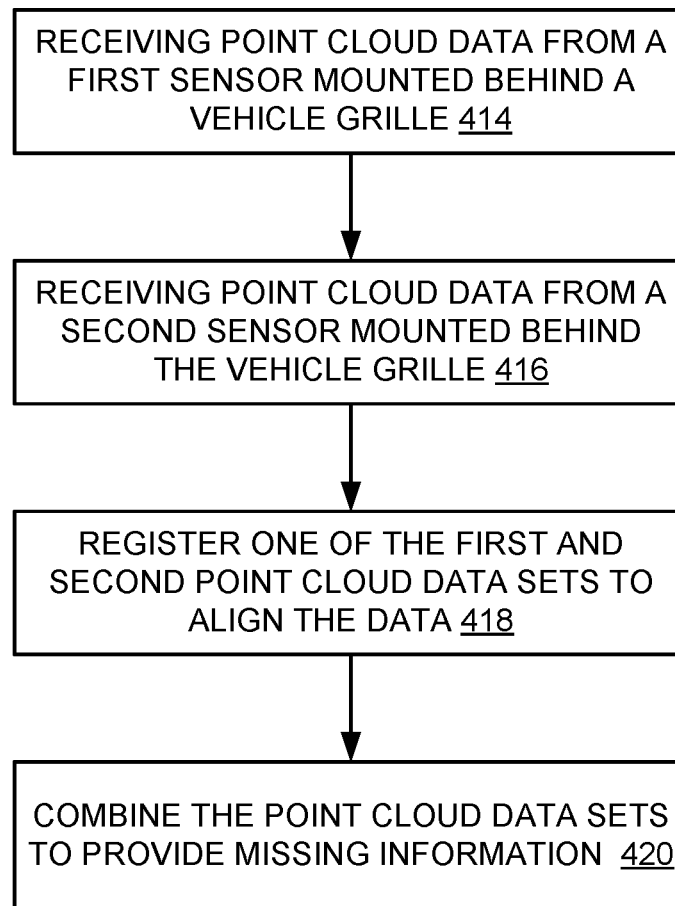 RECEIVING POINT CLOUD DATA FROM A
FIRST SENSOR MOUNTED BEHIND A
VEHICLE GRILLE 414
RECEIVING POINT CLOUD DATA FROM A
SECOND SENSOR MOUNTED BEHIND
THE VEHICLE GRILLE 416
REGISTER ONE OF THE FIRST AND
SECOND POINT CLOUD DATA SETS TO
ALIGN THE DATA 418
COMBINE THE POINT CLOUD DATA SETS
TO PROVIDE MISSING INFORMATION 420